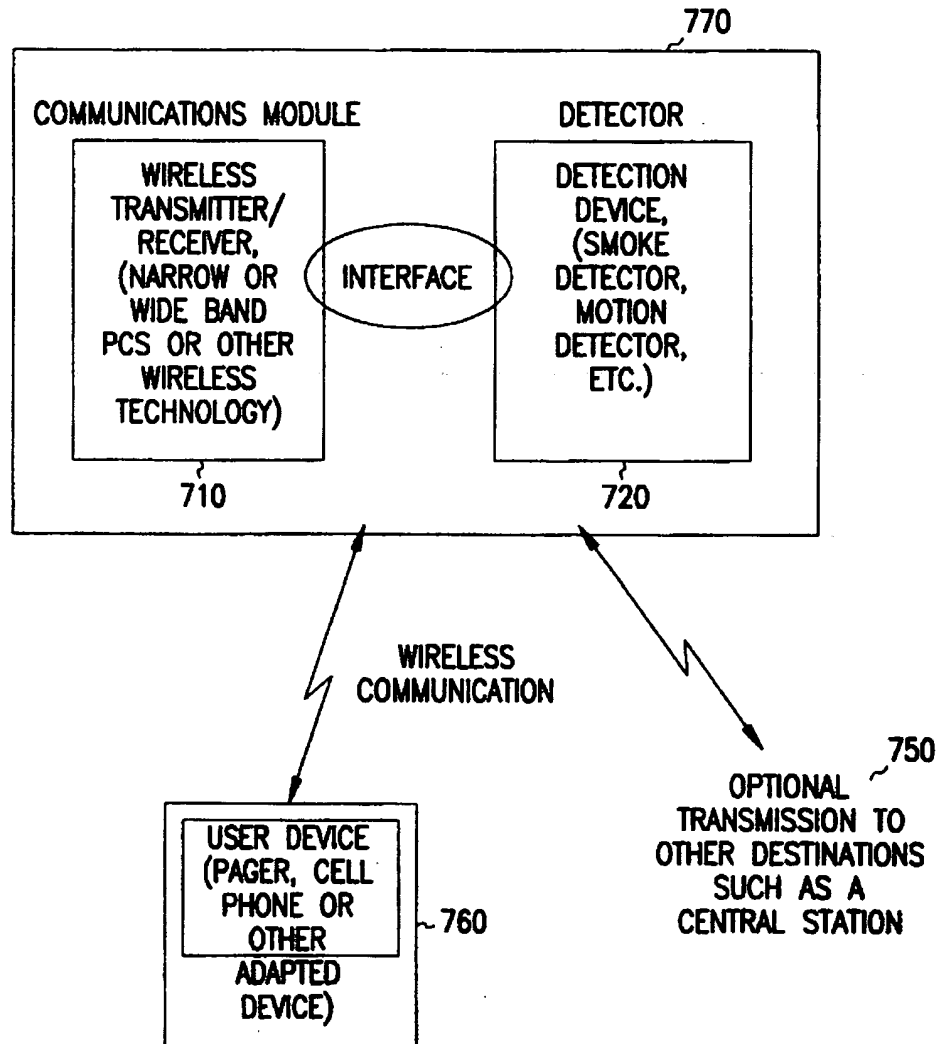 770
COMMUNICATIONS MODULE
DETECTOR
WIRELESS
TRANSMITTER/
RECEIVER,
(NARROW OR
WIDE BAND
PCS OR OTHER
WIRELESS
TECHNOLOGY)
INTERFACE
DETECTION
DEVICE,
(SMOKE
DETECTOR,
MOTION
DETECTOR,
ETC.)
710
720
WIRELESS
COMMUNICATION
750
OPTIONAL
TRANSMISSION TO
OTHER DESTINATIONS
SUCH AS A
CENTRAL STATION
USER DEVICE
(PAGER, CELL
PHONE OR
OTHER
ADAPTED
DEVICE)
760